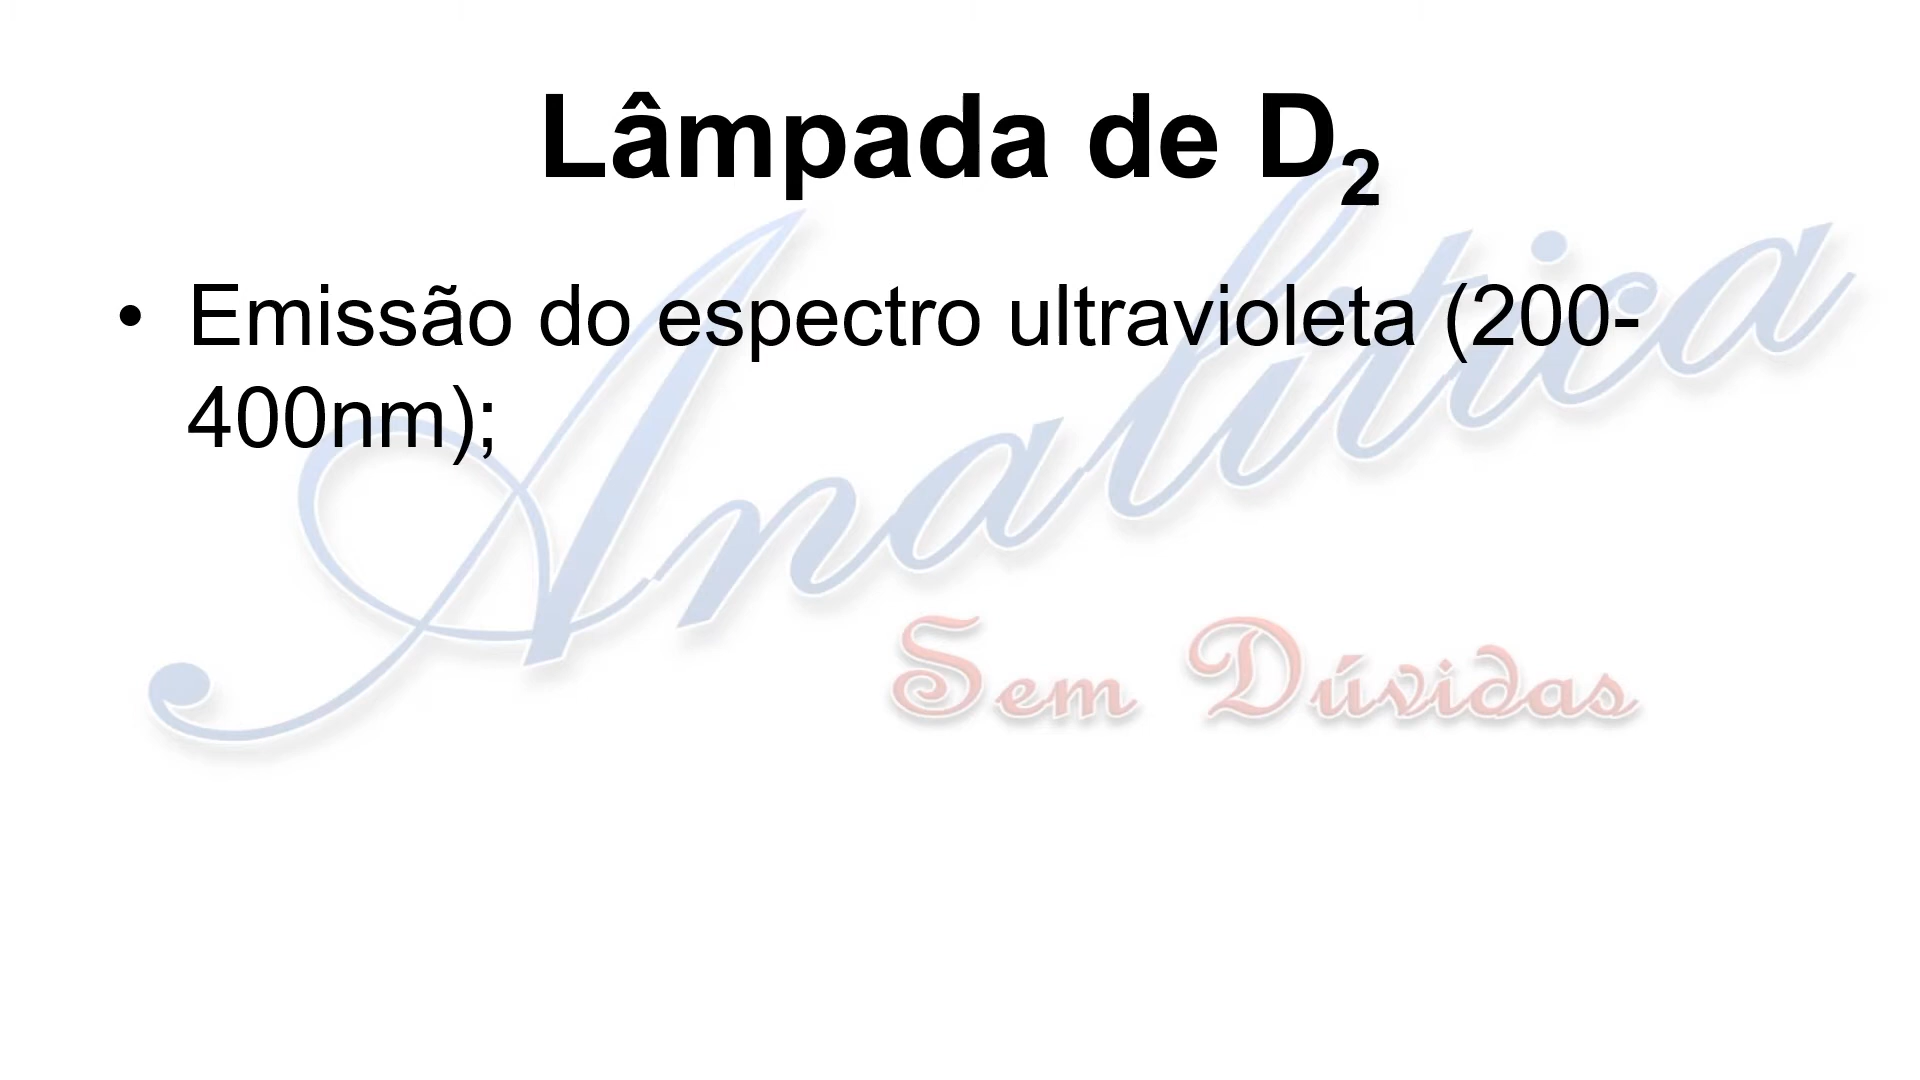 Lâmpada de D₂
• Emissão do espectro ultravioleta (200-
400nm);
Analítica
Sem Dúvidas